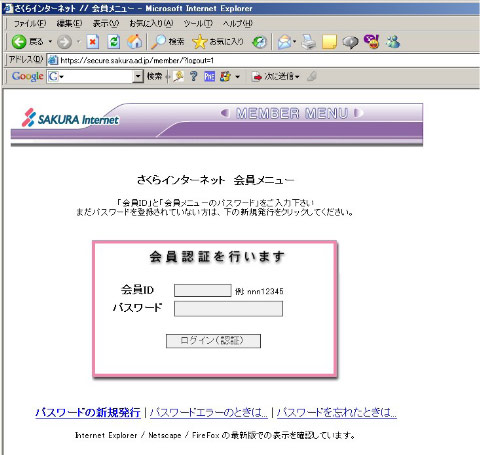 さくらインターネット // 会員メニュー - Microsoft Internet Explorer
ファイル(F) 編集(E) 表示(V) お気に入り(A) ツール(T) ヘルプ(H)
戻る 検索 お気に入り
アドレス(D) https://secure.sakura.ad.jp/member/?logout=1
Google G 検索 次に送信
SAKURA Internet MEMBER MENU
さくらインターネット 会員メニュー
「会員ID」と「会員メニューのパスワード」をご入力下さい
まだパスワードを登録されていない方は、下の新規発行をクリックしてください。
会員認証を行います
会員ID 例: nnn12345
パスワード
ログイン(認証)
パスワードの新規発行 | パスワードエラーのときは... | パスワードを忘れたときは...
Internet Explorer / Netscape / FireFox の最新版での表示を確認しています。